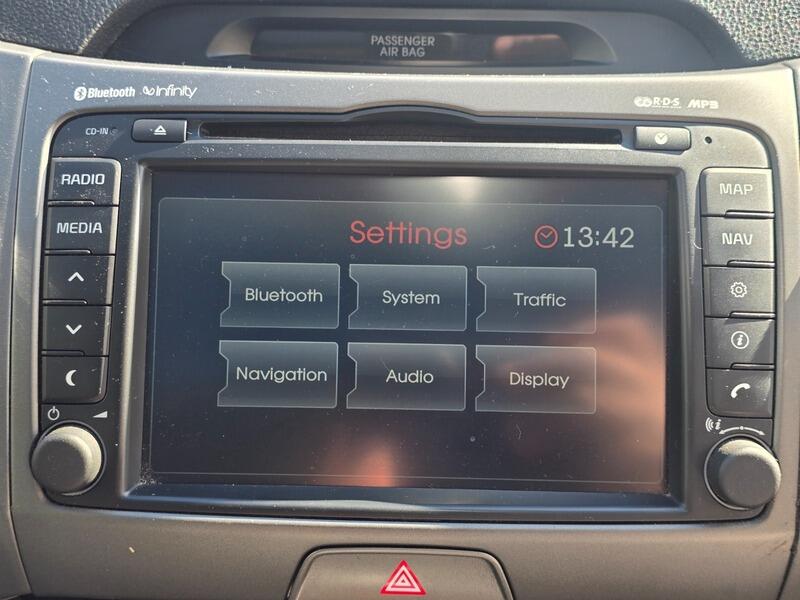 PASSENGER
AIR BAG
Bluetooth Infinity
R·D·S MP3
CD-IN
RADIO
MEDIA
MAP
NAV
Settings
13:42
Bluetooth
System
Traffic
Navigation
Audio
Display